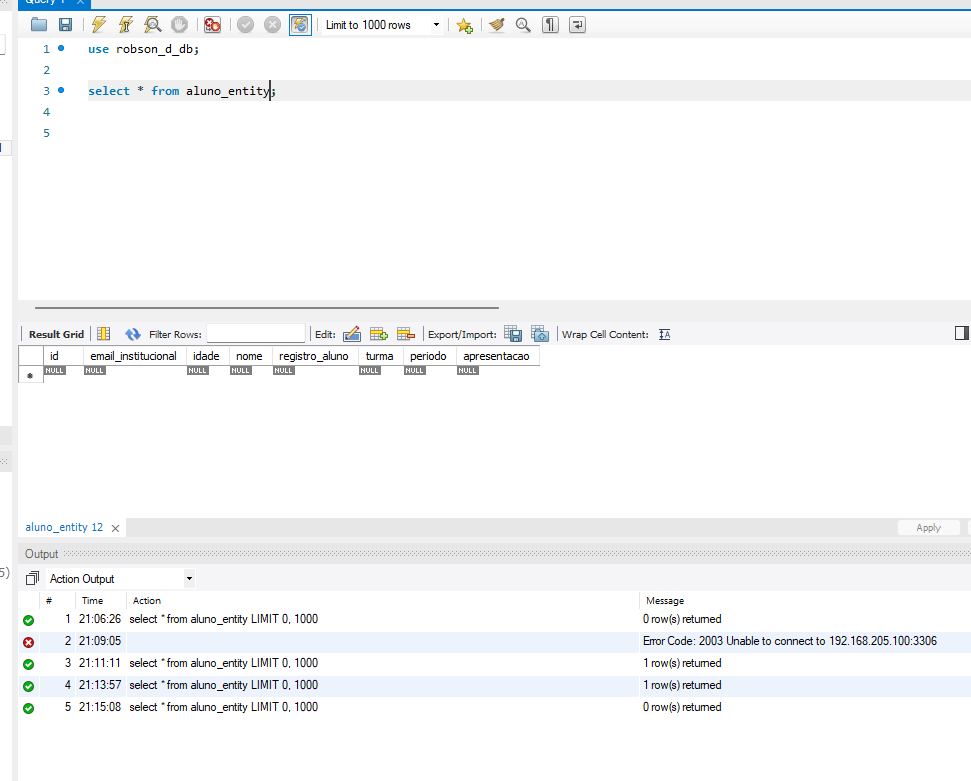 Query 1
Limit to 1000 rows
1 use robson_d_db;
2
3 select * from aluno_entity;
4
5
Result Grid Filter Rows: Edit: Export/Import: Wrap Cell Content:
id email_institucional idade nome registro_aluno turma periodo apresentacao
NULL NULL NULL NULL NULL NULL NULL NULL
aluno_entity 12 Apply
Output
5)
Action Output
# Time Action Message
1 21:06:26 select * from aluno_entity LIMIT 0, 1000 0 row(s) returned
2 21:09:05 Error Code: 2003 Unable to connect to 192.168.205.100:3306
3 21:11:11 select * from aluno_entity LIMIT 0, 1000 1 row(s) returned
4 21:13:57 select * from aluno_entity LIMIT 0, 1000 1 row(s) returned
5 21:15:08 select * from aluno_entity LIMIT 0, 1000 0 row(s) returned